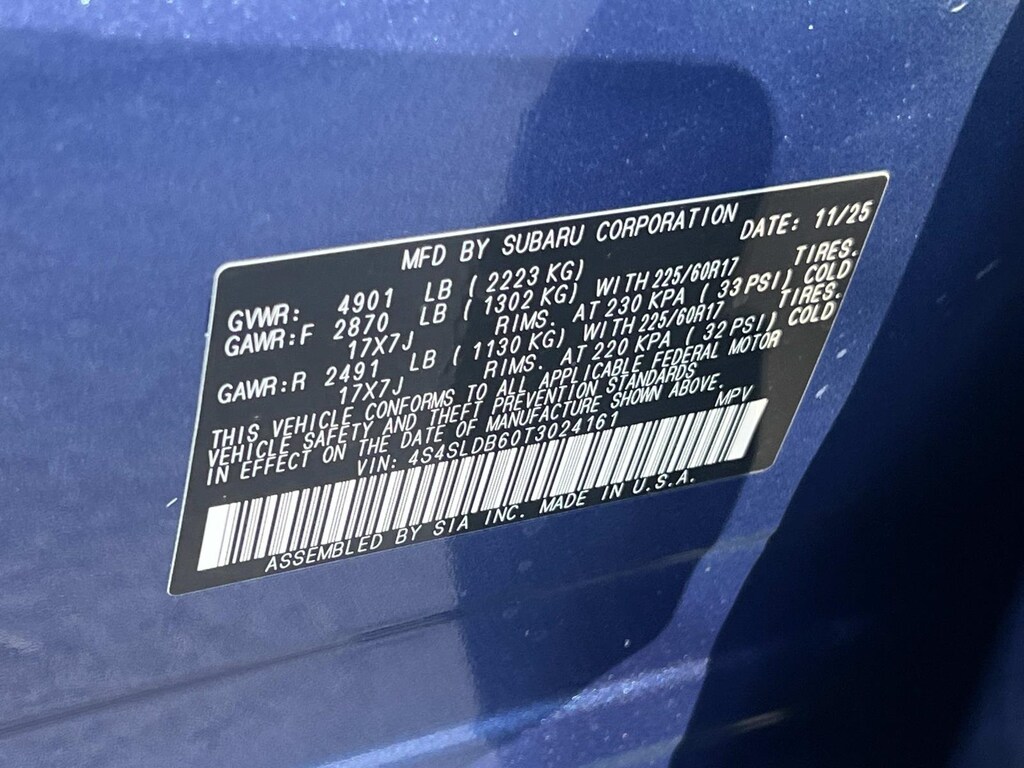 MFD BY SUBARU CORPORATION DATE: 11/25
GVWR: 4901 LB ( 2223 KG)
GAWR:F 2870 LB ( 1302 KG) WITH 225/60R17 TIRES.
17X7J RIMS. AT 230 KPA ( 33 PSI) COLD
GAWR:R 2491 LB ( 1130 KG) WITH 225/60R17 TIRES.
17X7J RIMS. AT 220 KPA ( 32 PSI) COLD
THIS VEHICLE CONFORMS TO ALL APPLICABLE FEDERAL MOTOR
VEHICLE SAFETY AND THEFT PREVENTION STANDARDS
IN EFFECT ON THE DATE OF MANUFACTURE SHOWN ABOVE.
VIN: 4S4SLDB60T3024161 MPV
ASSEMBLED BY SIA INC. MADE IN U.S.A.